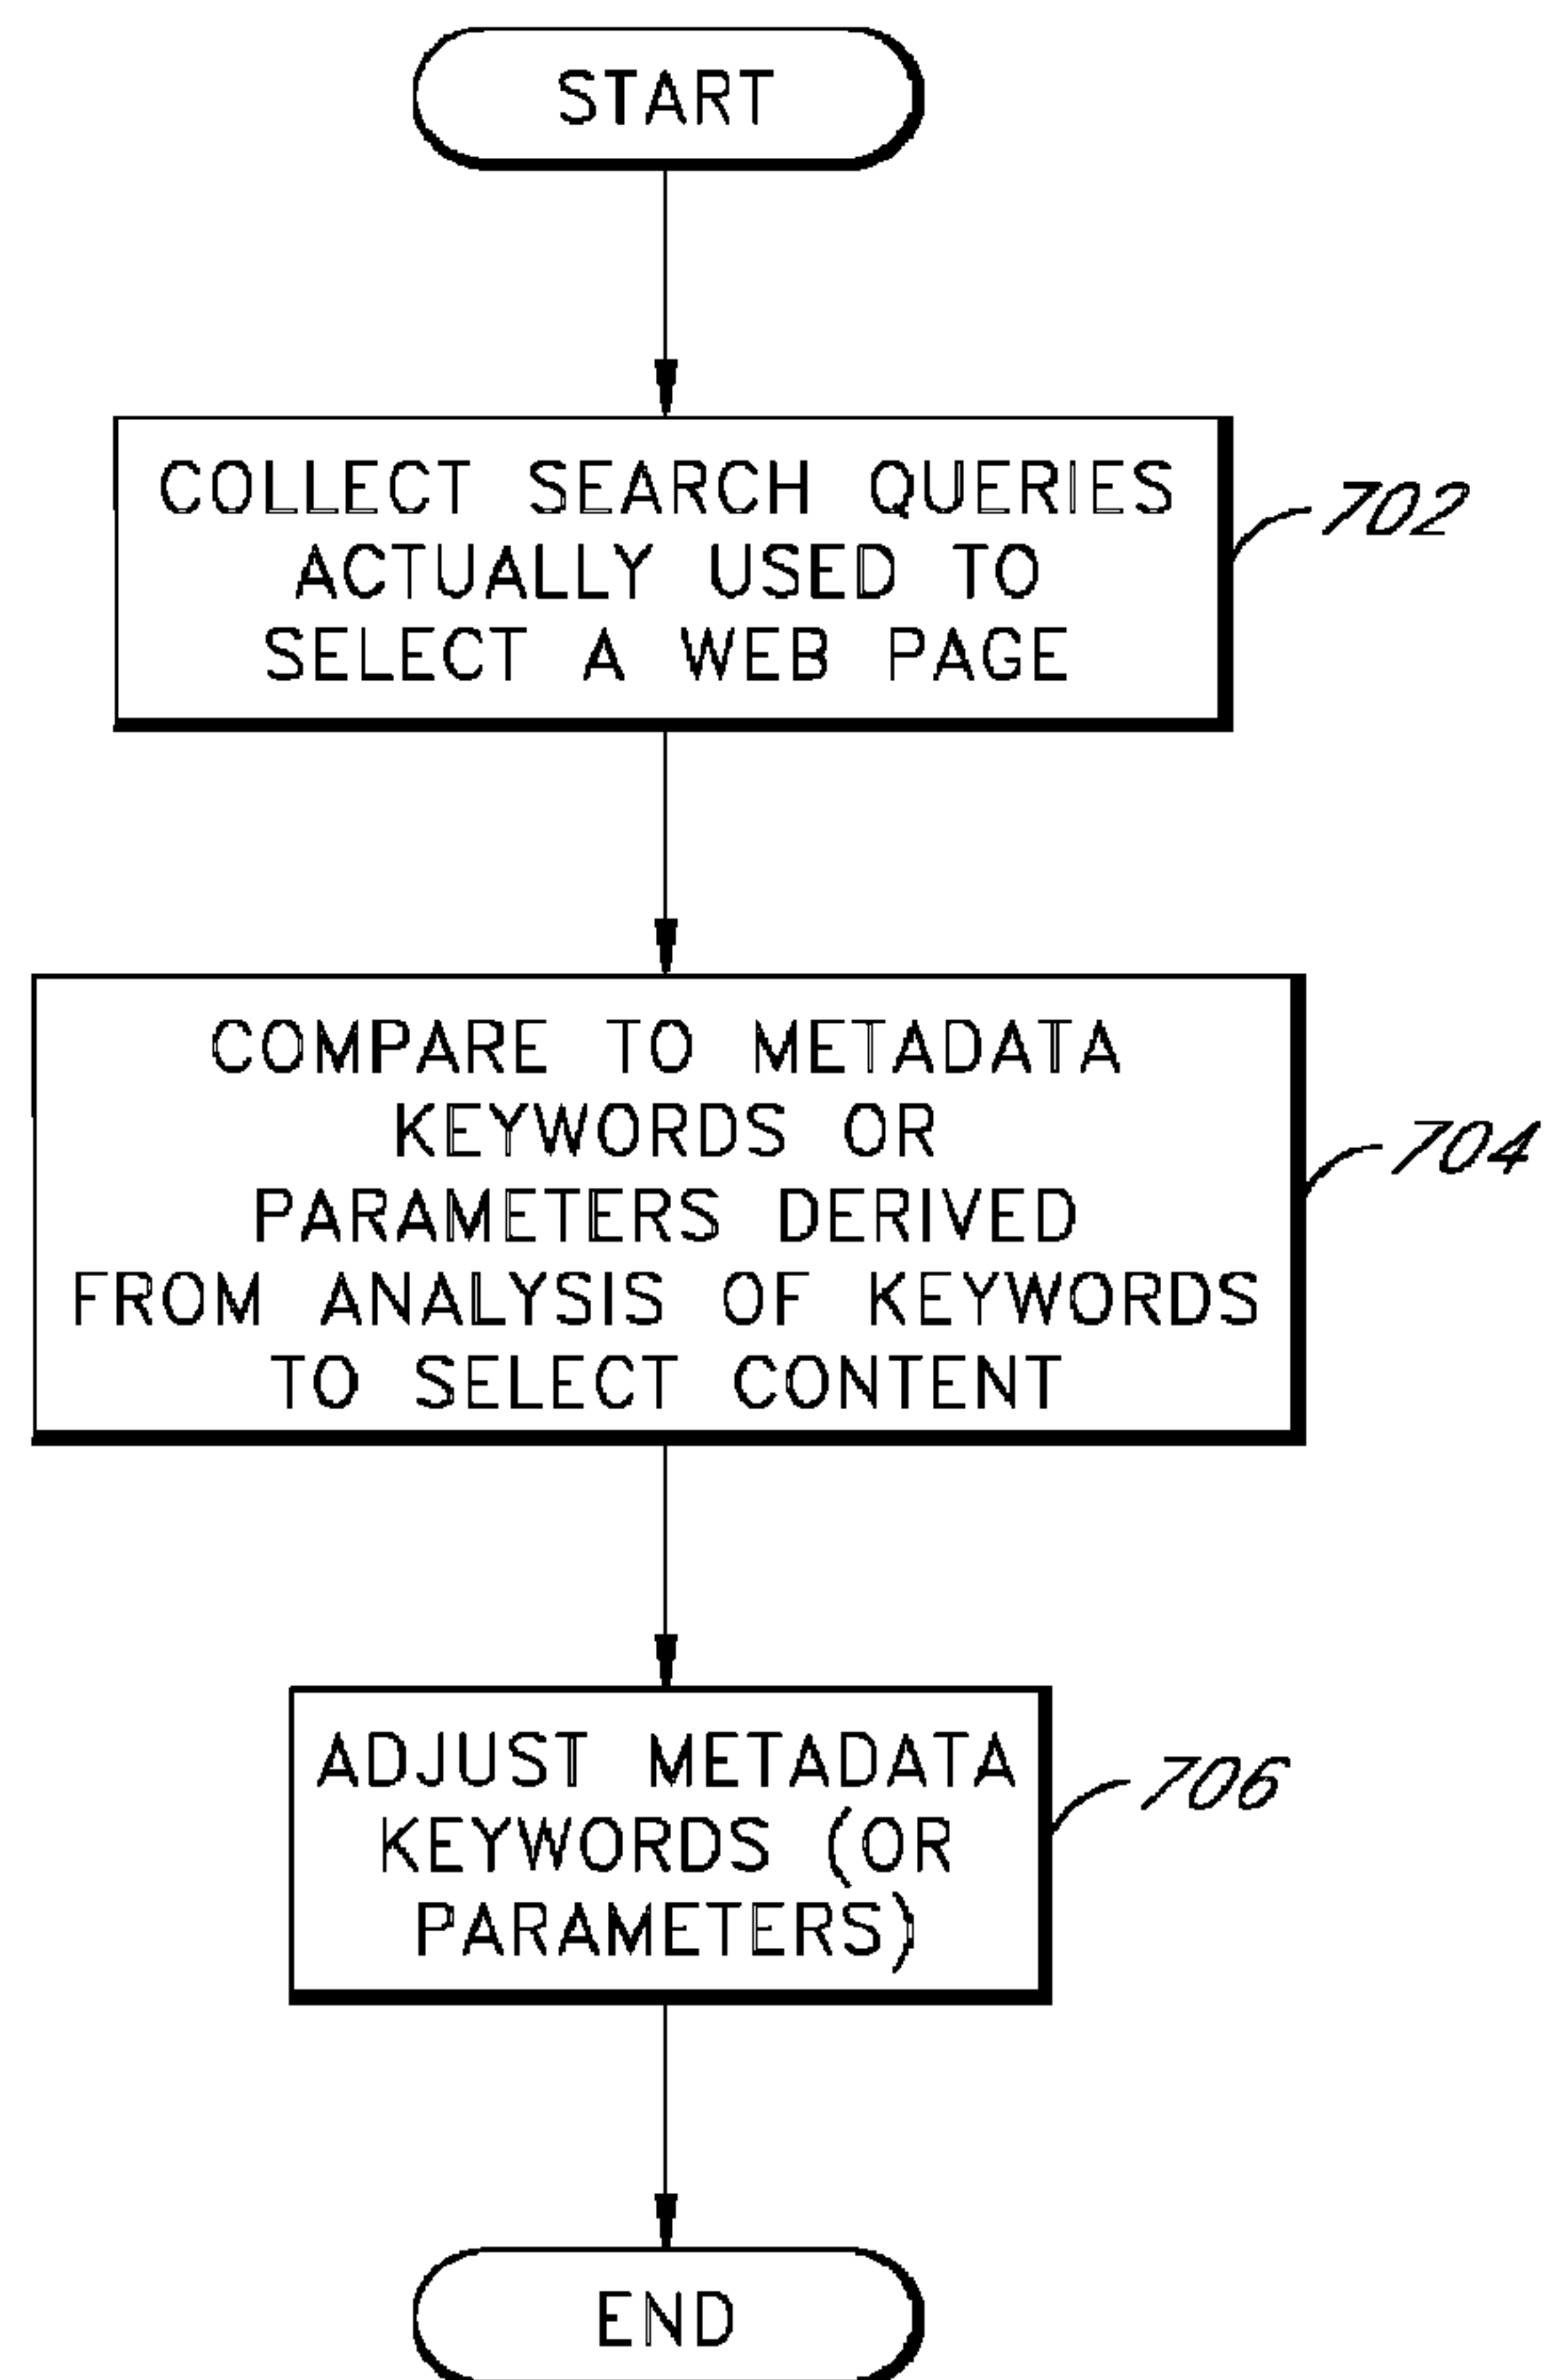 START
COLLECT SEARCH QUERIES
ACTUALLY USED TO
SELECT A WEB PAGE
702
COMPARE TO METADATA
KEYWORDS OR
PARAMETERS DERIVED
FROM ANALYSIS OF KEYWORDS
TO SELECT CONTENT
704
ADJUST METADATA
KEYWORDS (OR
PARAMETERS)
706
END